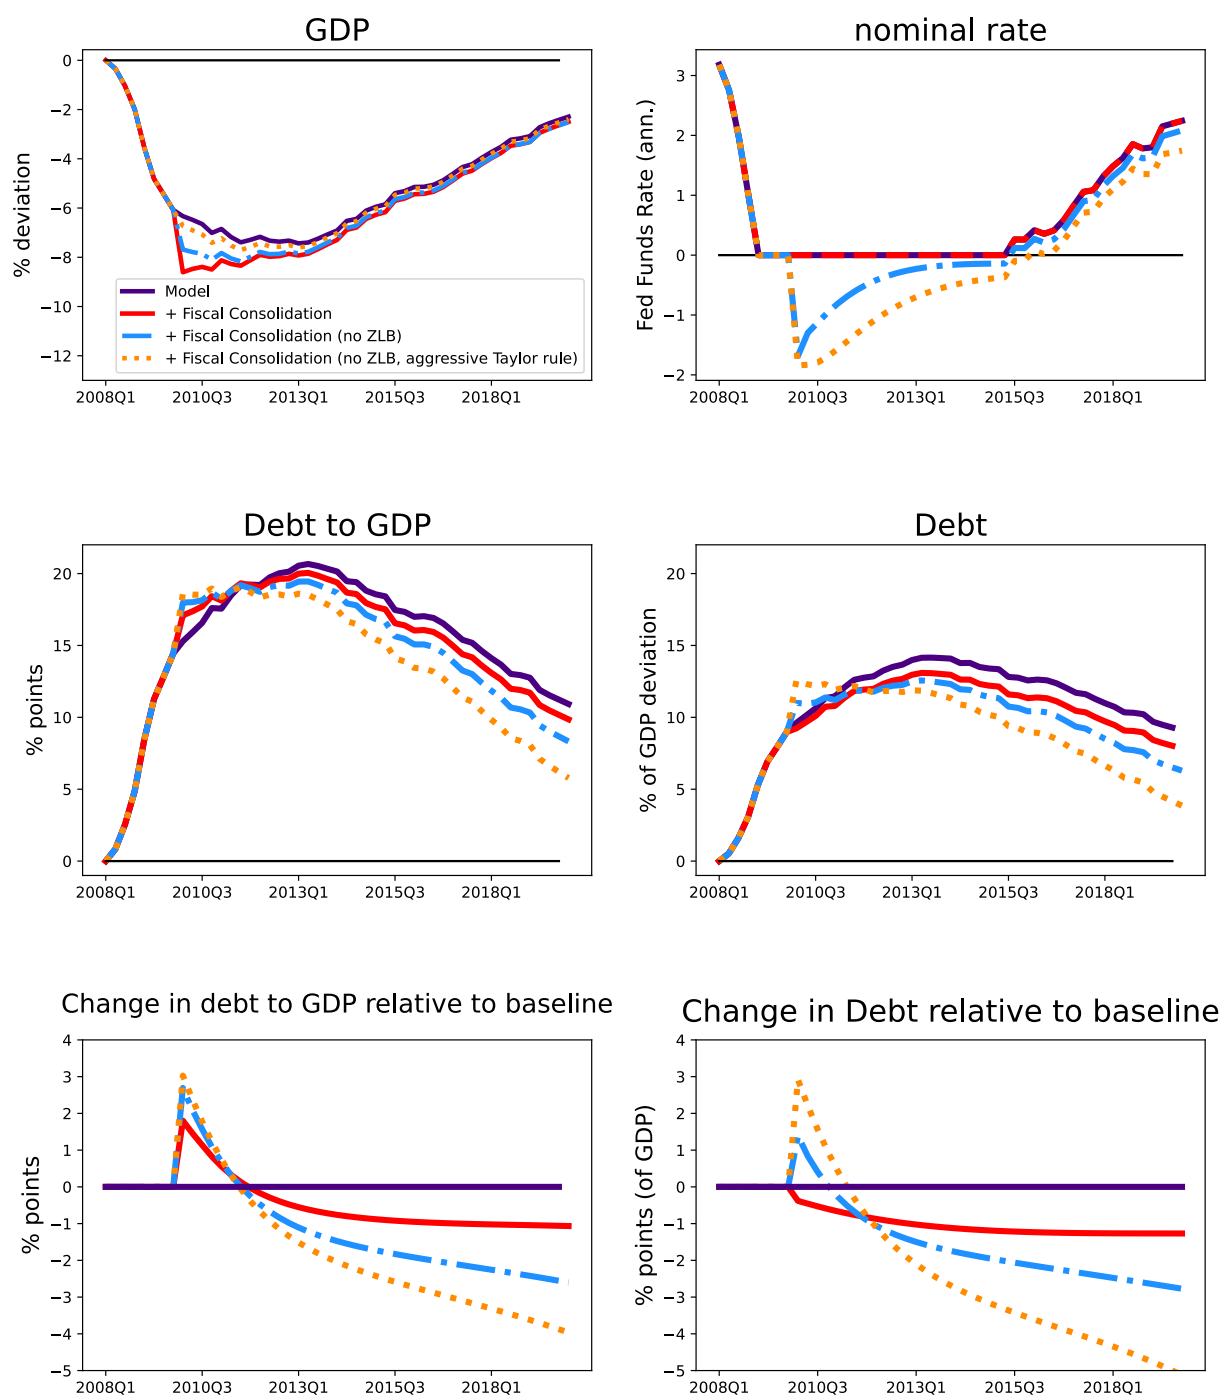 GDP
% deviation
0
−2
−4
−6
−8
−10
−12
Model
+ Fiscal Consolidation
+ Fiscal Consolidation (no ZLB)
+ Fiscal Consolidation (no ZLB, aggressive Taylor rule)
2008Q1 2010Q3 2013Q1 2015Q3 2018Q1
nominal rate
Fed Funds Rate (ann.)
3
2
1
0
−1
−2
2008Q1 2010Q3 2013Q1 2015Q3 2018Q1
Debt to GDP
% points
20
15
10
5
0
2008Q1 2010Q3 2013Q1 2015Q3 2018Q1
Debt
% of GDP deviation
20
15
10
5
0
2008Q1 2010Q3 2013Q1 2015Q3 2018Q1
Change in debt to GDP relative to baseline
% points
4
3
2
1
0
−1
−2
−3
−4
−5
2008Q1 2010Q3 2013Q1 2015Q3 2018Q1
Change in Debt relative to baseline
% points (of GDP)
4
3
2
1
0
−1
−2
−3
−4
−5
2008Q1 2010Q3 2013Q1 2015Q3 2018Q1